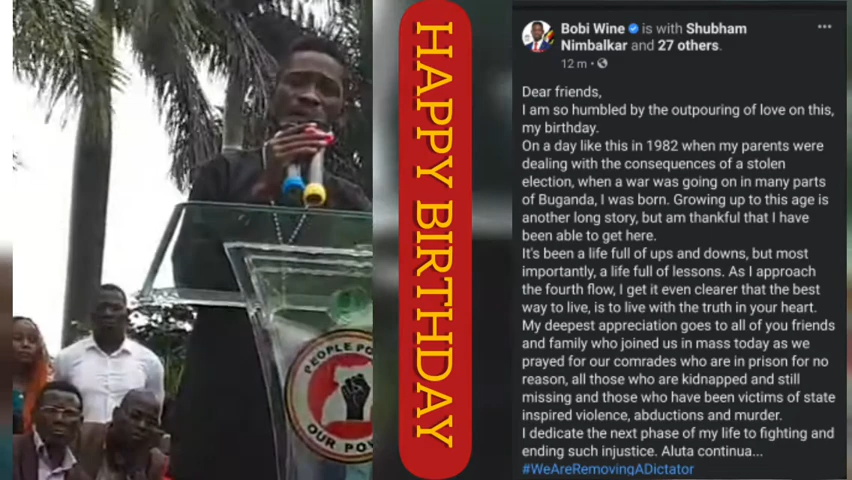 PEOPLE PO
OUR POW
HAPPY BIRTHDAY
Bobi Wine is with Shubham
Nimbalkar and 27 others.
12 m •
Dear friends,
I am so humbled by the outpouring of love on this,
my birthday.
On a day like this in 1982 when my parents were
dealing with the consequences of a stolen
election, when a war was going on in many parts
of Buganda, I was born. Growing up to this age is
another long story, but am thankful that I have
been able to get here.
It's been a life full of ups and downs, but most
importantly, a life full of lessons. As I approach
the fourth flow, I get it even clearer that the best
way to live, is to live with the truth in your heart.
My deepest appreciation goes to all of you friends
and family who joined us in mass today as we
prayed for our comrades who are in prison for no
reason, all those who are kidnapped and still
missing and those who have been victims of state
inspired violence, abductions and murder.
I dedicate the next phase of my life to fighting and
ending such injustice. Aluta continua...
#WeAreRemovingADictator